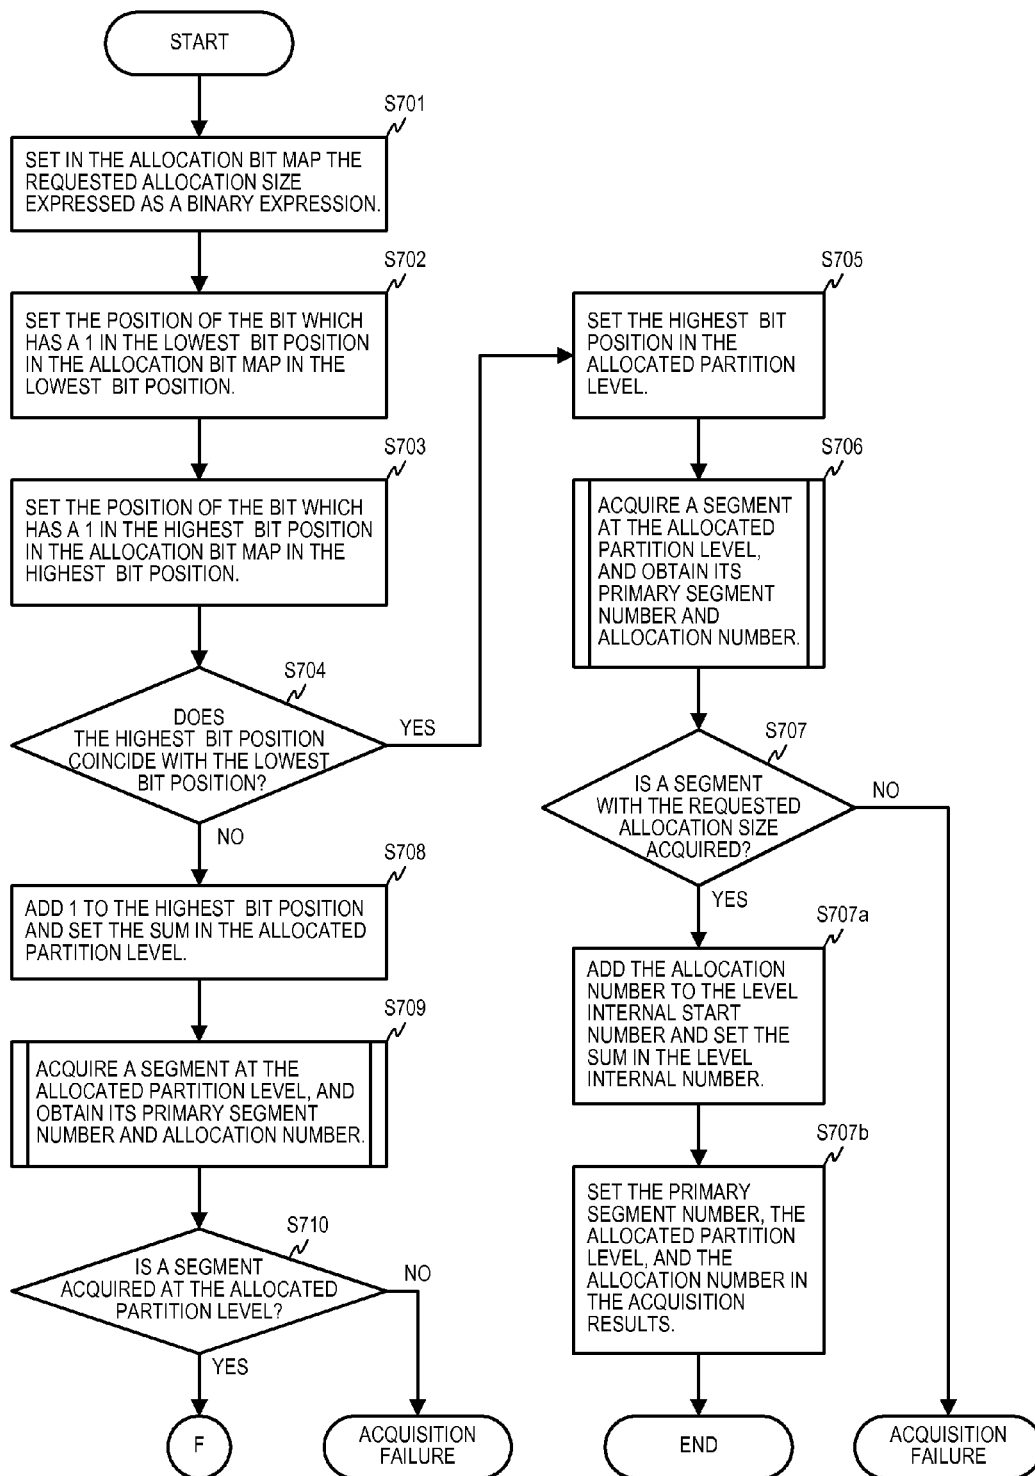 START
S701
SET IN THE ALLOCATION BIT MAP THE
REQUESTED ALLOCATION SIZE
EXPRESSED AS A BINARY EXPRESSION.
S702
SET THE POSITION OF THE BIT WHICH
HAS A 1 IN THE LOWEST BIT POSITION
IN THE ALLOCATION BIT MAP IN THE
LOWEST BIT POSITION.
S703
SET THE POSITION OF THE BIT WHICH
HAS A 1 IN THE HIGHEST BIT POSITION
IN THE ALLOCATION BIT MAP IN THE
HIGHEST BIT POSITION.
S704
DOES
THE HIGHEST BIT POSITION
COINCIDE WITH THE LOWEST
BIT POSITION?
YES
NO
S708
ADD 1 TO THE HIGHEST BIT POSITION
AND SET THE SUM IN THE ALLOCATED
PARTITION LEVEL.
S709
ACQUIRE A SEGMENT AT THE
ALLOCATED PARTITION LEVEL, AND
OBTAIN ITS PRIMARY SEGMENT
NUMBER AND ALLOCATION NUMBER.
S710
IS A SEGMENT
ACQUIRED AT THE ALLOCATED
PARTITION LEVEL?
NO
YES
F
ACQUISITION
FAILURE
S705
SET THE HIGHEST BIT
POSITION IN THE
ALLOCATED PARTITION
LEVEL.
S706
ACQUIRE A SEGMENT
AT THE ALLOCATED
PARTITION LEVEL,
AND OBTAIN ITS
PRIMARY SEGMENT
NUMBER AND
ALLOCATION NUMBER.
S707
IS A SEGMENT
WITH THE REQUESTED
ALLOCATION SIZE
ACQUIRED?
NO
YES
S707a
ADD THE ALLOCATION
NUMBER TO THE LEVEL
INTERNAL START
NUMBER AND SET THE
SUM IN THE LEVEL
INTERNAL NUMBER.
S707b
SET THE PRIMARY
SEGMENT NUMBER, THE
ALLOCATED PARTITION
LEVEL, AND THE
ALLOCATION NUMBER IN
THE ACQUISITION
RESULTS.
END
ACQUISITION
FAILURE